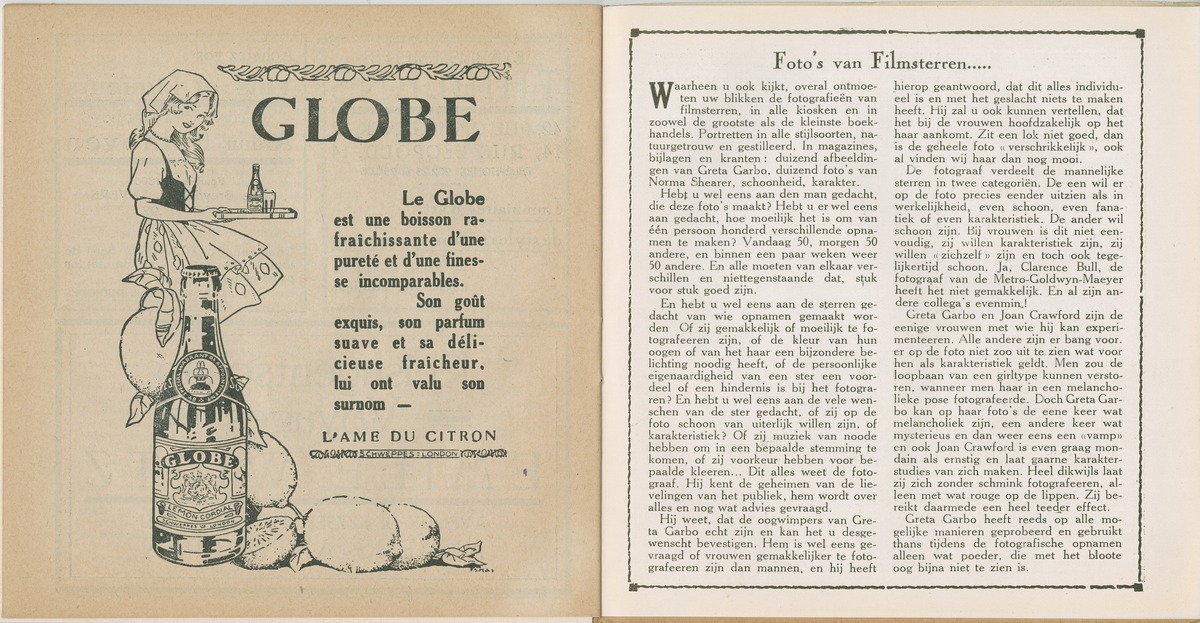 GLOBE
Le Globe
est une boisson ra-
fraîchissante d'une
pureté et d'une fines-
se incomparables.
Son goût
exquis, son parfum
suave et sa déli-
cieuse fraîcheur,
lui ont valu son
surnom —
L'AME DU CITRON
SCHWEPPES : LONDON
GLOBE
LEMON CORDIAL
SCHWEPPES LD LONDON
Foto's van Filmsterren.....
Waarheen u ook kijkt, overal ontmoe-
ten uw blikken de fotografieën van
filmsterren, in alle kiosken en in
zoowel de grootste als de kleinste boek-
handels. Portretten in alle stijlsoorten, na-
tuurgetrouw en gestilleerd. In magazines,
bijlagen en kranten : duizend afbeeldin-
gen van Greta Garbo, duizend foto's van
Norma Shearer, schoonheid, karakter.
Hebt u wel eens aan den man gedacht,
die deze foto's maakt? Hebt u er wel eens
aan gedacht, hoe moeilijk het is om van
één persoon honderd verschillende opna-
men te maken? Vandaag 50, morgen 50
andere, en binnen een paar weken weer
50 andere. En alle moeten van elkaar ver-
schillen en niettegenstaande dat, stuk
voor stuk goed zijn.
En hebt u wel eens aan de sterren ge-
dacht van wie opnamen gemaakt wor-
den Of zij gemakkelijk of moeilijk te fo-
tografeeren zijn, of de kleur van hun
oogen of van het haar een bijzondere be-
lichting noodig heeft, of de persoonlijke
eigenaardigheid van een ster een voor-
deel of een hindernis is bij het fotogra-
ren? En hebt u wel eens aan de vele wen-
schen van de ster gedacht, of zij op de
foto schoon van uiterlijk willen zijn, of
karakteristiek? Of zij muziek van noode
hebben om in een bepaalde stemming te
komen, of zij voorkeur hebben voor be-
paalde kleeren... Dit alles weet de foto-
graaf. Hij kent de geheimen van de lie-
velingen van het publiek, hem wordt over
alles en nog wat advies gevraagd.
Hij weet, dat de oogwimpers van Gre-
ta Garbo echt zijn en kan het u desge-
wenscht bevestigen. Hem is wel eens ge-
vraagd of vrouwen gemakkelijker te foto-
grafeeren zijn dan mannen, en hij heeft
hierop geantwoord, dat dit alles individu-
eel is en met het geslacht niets te maken
heeft. Hij zal u ook kunnen vertellen, dat
het bij de vrouwen hoofdzakelijk op het
haar aankomt. Zit een lok niet goed, dan
is de geheele foto « verschrikkelijk », ook
al vinden wij haar dan nog mooi.
De fotograaf verdeelt de mannelijke
sterren in twee categoriën. De een wil er
op de foto precies eender uitzien als in
werkelijheid, even schoon, even fana-
tiek of even karakteristiek. De ander wil
schoon zijn. Bij vrouwen is dit niet een-
voudig, zij willen karakteristiek zijn, zij
willen « zichzelf » zijn en toch ook tege-
lijkertijd schoon. Ja, Clarence Bull, de
fotograaf van de Metro-Goldwyn-Maeyer
heeft het niet gemakkelijk. En al zijn an-
dere collega's evenmin !
Greta Garbo en Joan Crawford zijn de
eenige vrouwen met wie hij kan experi-
menteeren. Alle andere zijn er bang voor.
er op de foto niet zoo uit te zien wat voor
hen als karakteristiek geldt. Men zou de
loopbaan van een girltype kunnen versto-
ren, wanneer men haar in een melancho-
lieke pose fotografeerde. Doch Greta Gar-
bo kan op haar foto's de eene keer wat
melancholiek zijn, een andere keer wat
mysterieus en dan weer eens een «vamp»
en ook Joan Crawford is even graag mon-
dain als ernstig en laat gaarne karakter-
studies van zich maken. Heel dikwijls laat
zij zich zonder schmink fotografeeren, al-
leen met wat rouge op de lippen. Zij be-
reikt daarmede een heel teeder effect.
Greta Garbo heeft reeds op alle mo-
gelijke manieren geprobeerd en gebruikt
thans tijdens de fotografische opnamen
alleen wat poeder, die met het bloote
oog bijna niet te zien is.